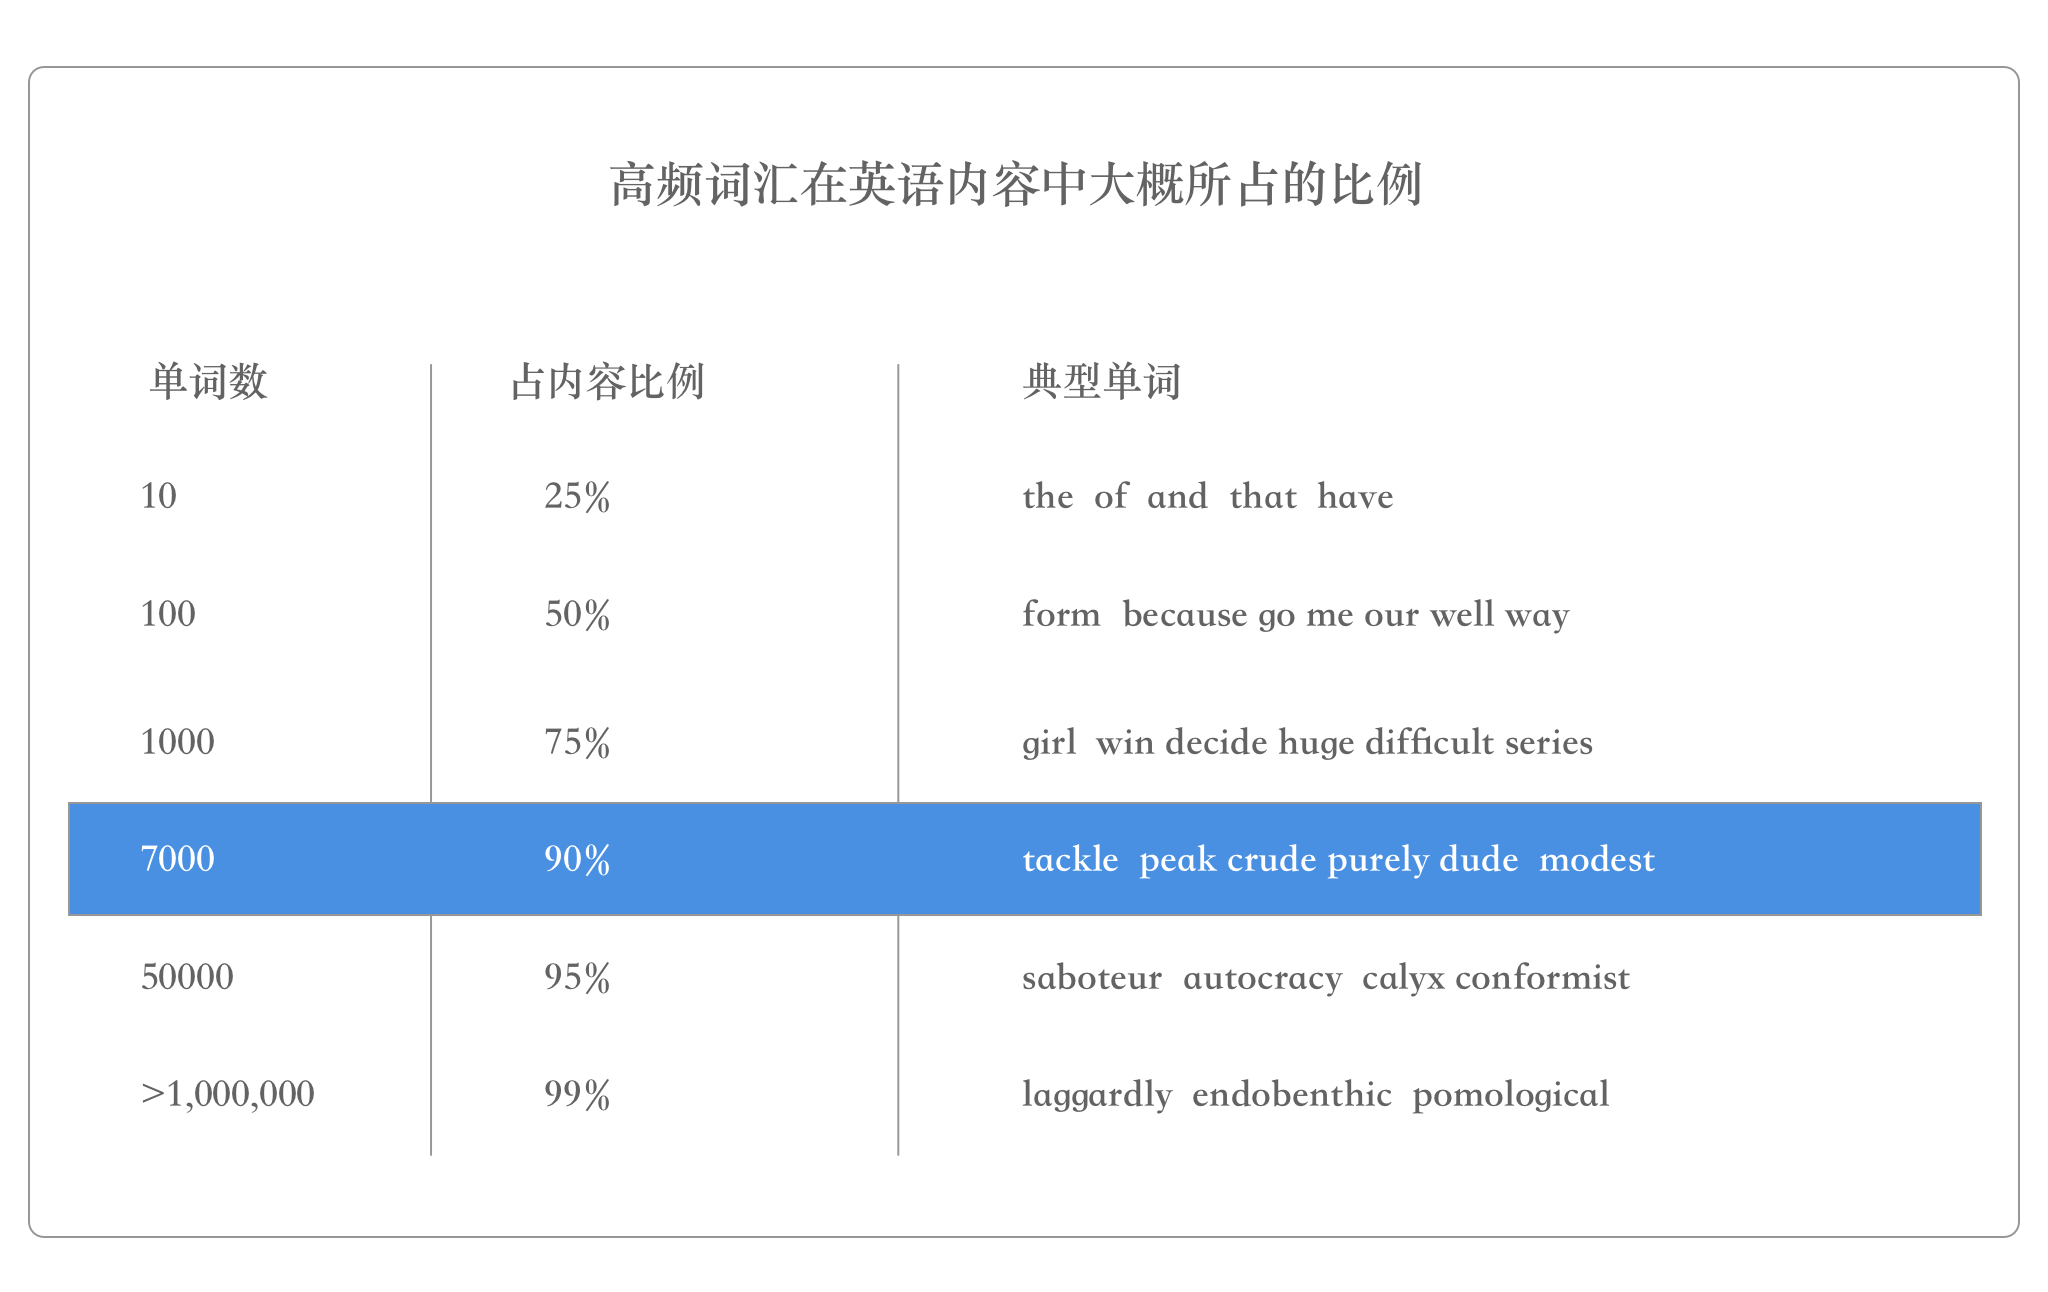 高频词汇在英语内容中大概所占的比例
单词数 占内容比例 典型单词
10 25% the of and that have
100 50% form because go me our well way
1000 75% girl win decide huge difficult series
7000 90% tackle peak crude purely dude modest
50000 95% saboteur autocracy calyx conformist
>1,000,000 99% laggardly endobenthic pomological